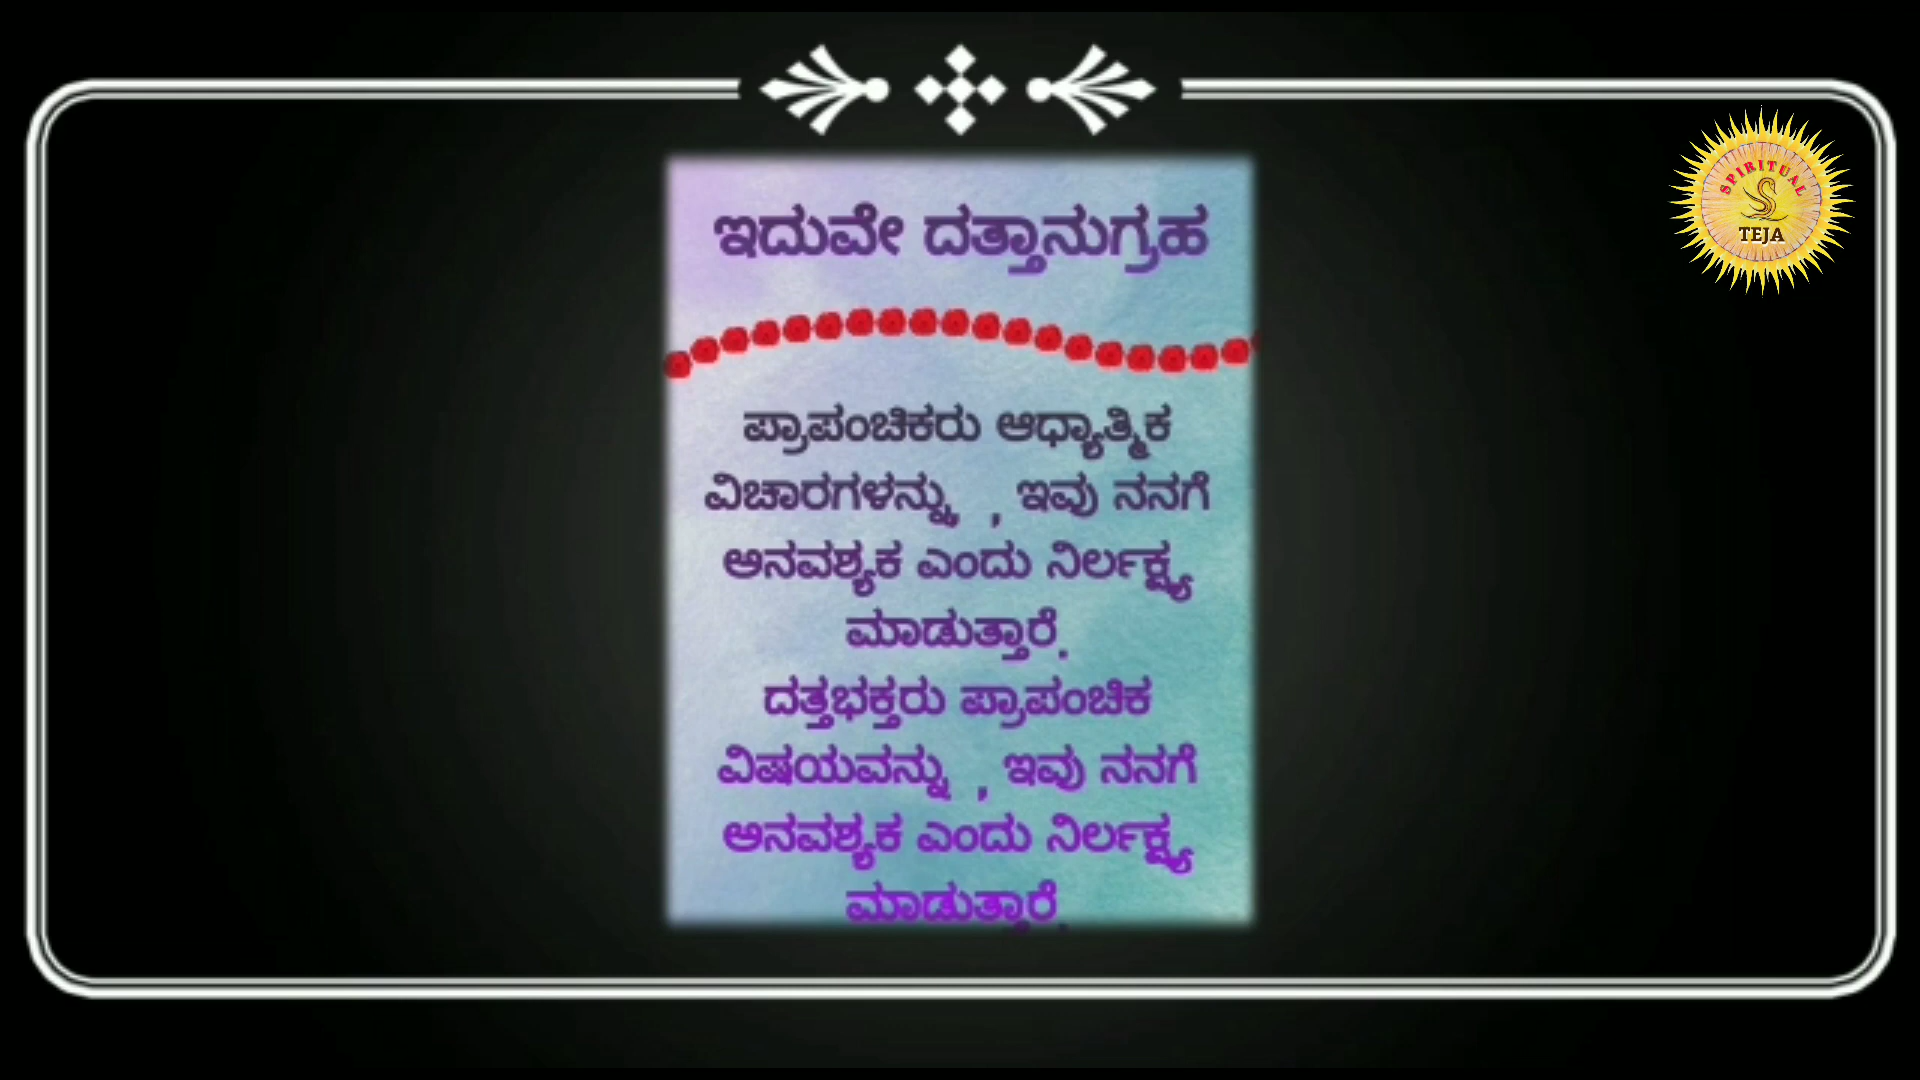 ಇದುವೇ ದತ್ತಾನುಗ್ರಹ
SPIRITUAL
TEJA
ಪ್ರಾಪಂಚಿಕರು ಆಧ್ಯಾತ್ಮಿಕ
ವಿಚಾರಗಳನ್ನು, , ಇವು ನನಗೆ
ಅನವಶ್ಯಕ ಎಂದು ನಿರ್ಲಕ್ಷ್ಯ
ಮಾಡುತ್ತಾರೆ.
ದತ್ತಭಕ್ತರು ಪ್ರಾಪಂಚಿಕ
ವಿಷಯವನ್ನು , ಇವು ನನಗೆ
ಅನವಶ್ಯಕ ಎಂದು ನಿರ್ಲಕ್ಷ್ಯ
ಮಾಡುತ್ತಾರೆ.